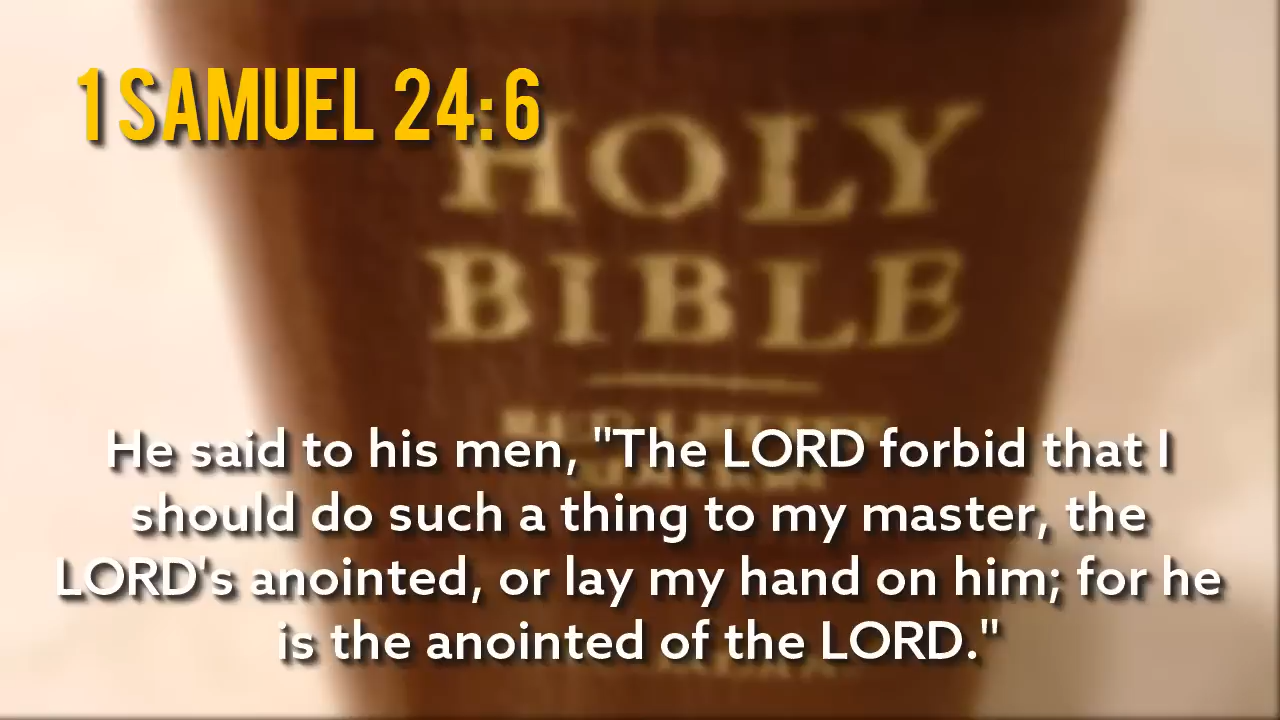 1 SAMUEL 24:6
HOLY
BIBLE
He said to his men, "The LORD forbid that I
should do such a thing to my master, the
LORD's anointed, or lay my hand on him; for he
is the anointed of the LORD."